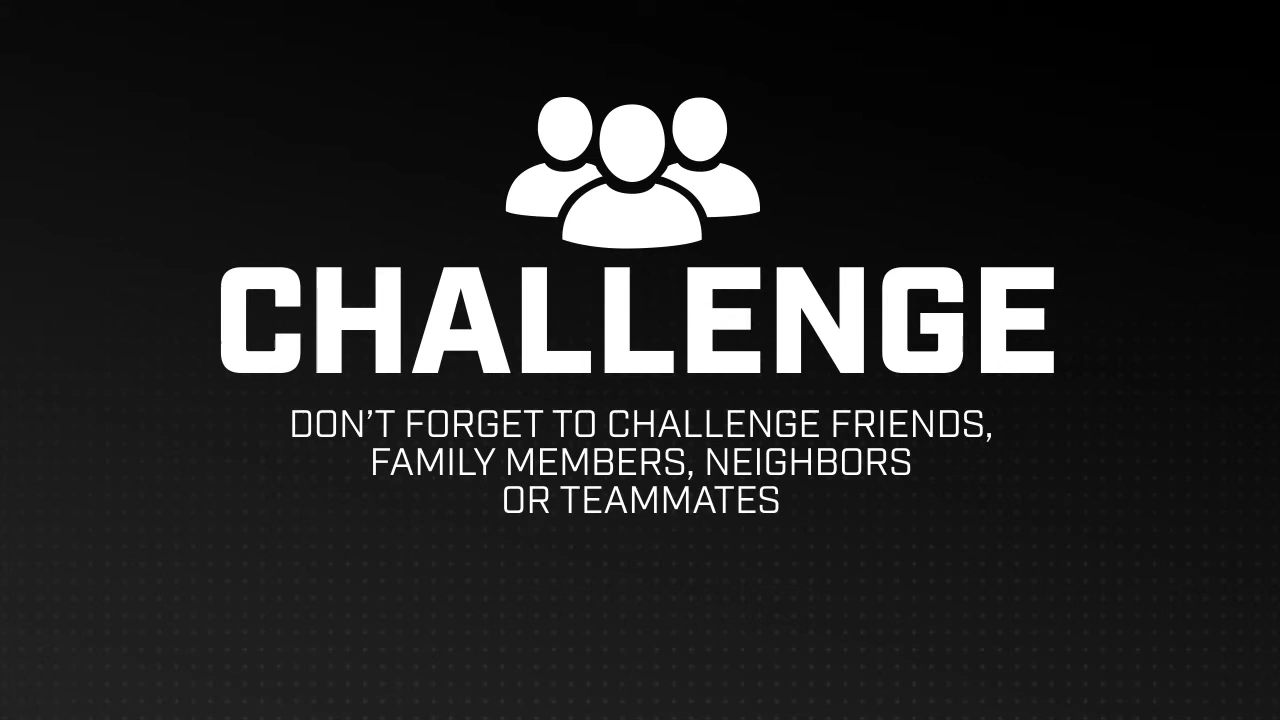 CHALLENGE
DON’T FORGET TO CHALLENGE FRIENDS,
FAMILY MEMBERS, NEIGHBORS
OR TEAMMATES